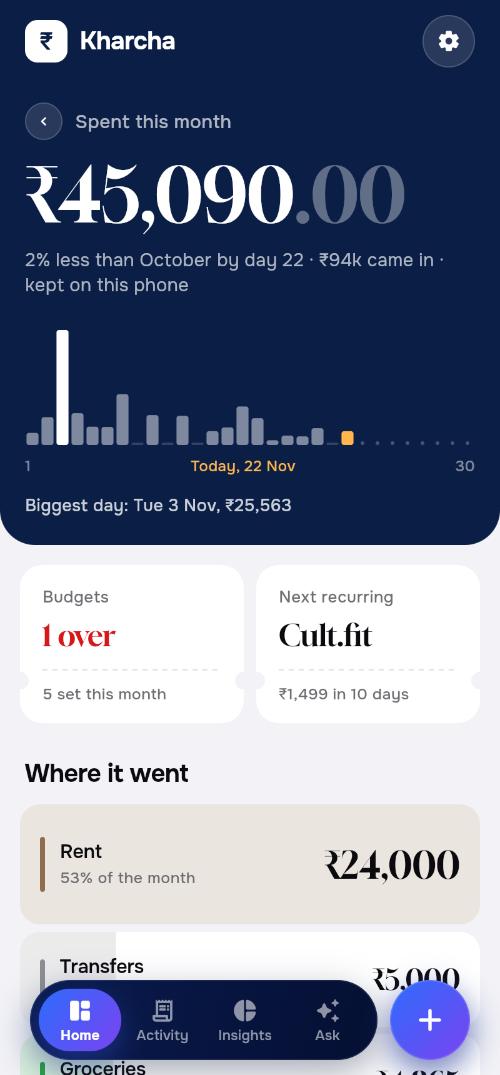 ₹ Kharcha
Spent this month
₹45,090.00
2% less than October by day 22 · ₹94k came in ·
kept on this phone
1 Today, 22 Nov 30
Biggest day: Tue 3 Nov, ₹25,563
Budgets
1 over
5 set this month
Next recurring
Cult.fit
₹1,499 in 10 days
Where it went
Rent
53% of the month
₹24,000
Transfers
₹5,000
Groceries
Home Activity Insights Ask